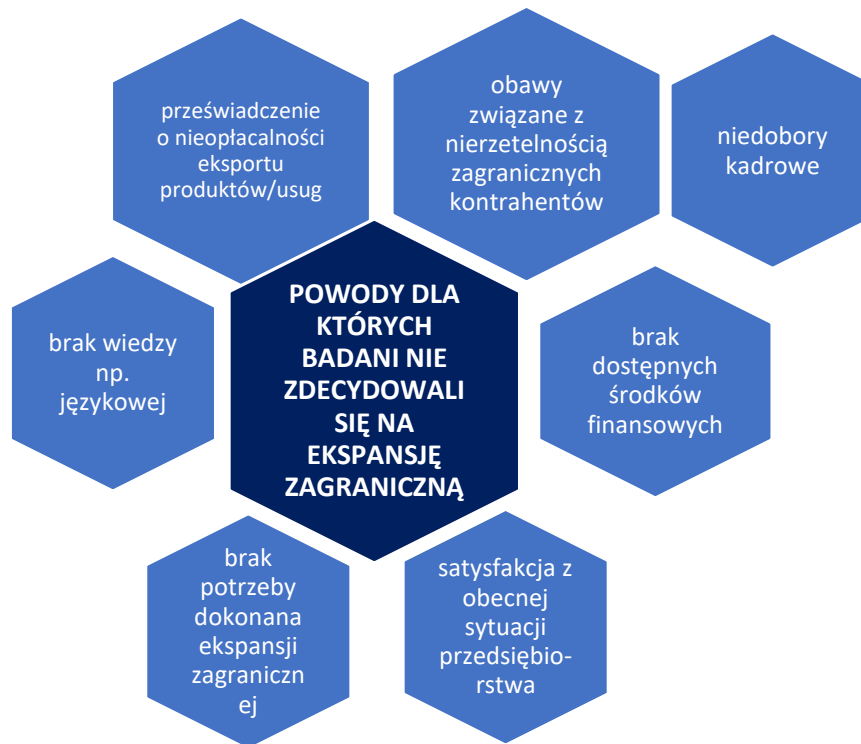 przeświadczenie
o nieopłacalności
eksportu
produktów/usug
obawy
związane z
nierzetelnością
zagranicznych
kontrahentów
niedobory
kadrowe
brak wiedzy
np.
językowej
POWODY DLA
KTÓRYCH
BADANI NIE
ZDECYDOWALI
SIĘ NA
EKSPANSJĘ
ZAGRANICZNĄ
brak
dostępnych
środków
finansowych
brak
potrzeby
dokonana
ekspansji
zagraniczn
ej
satysfakcja z
obecnej
sytuacji
przedsiębio-
rstwa